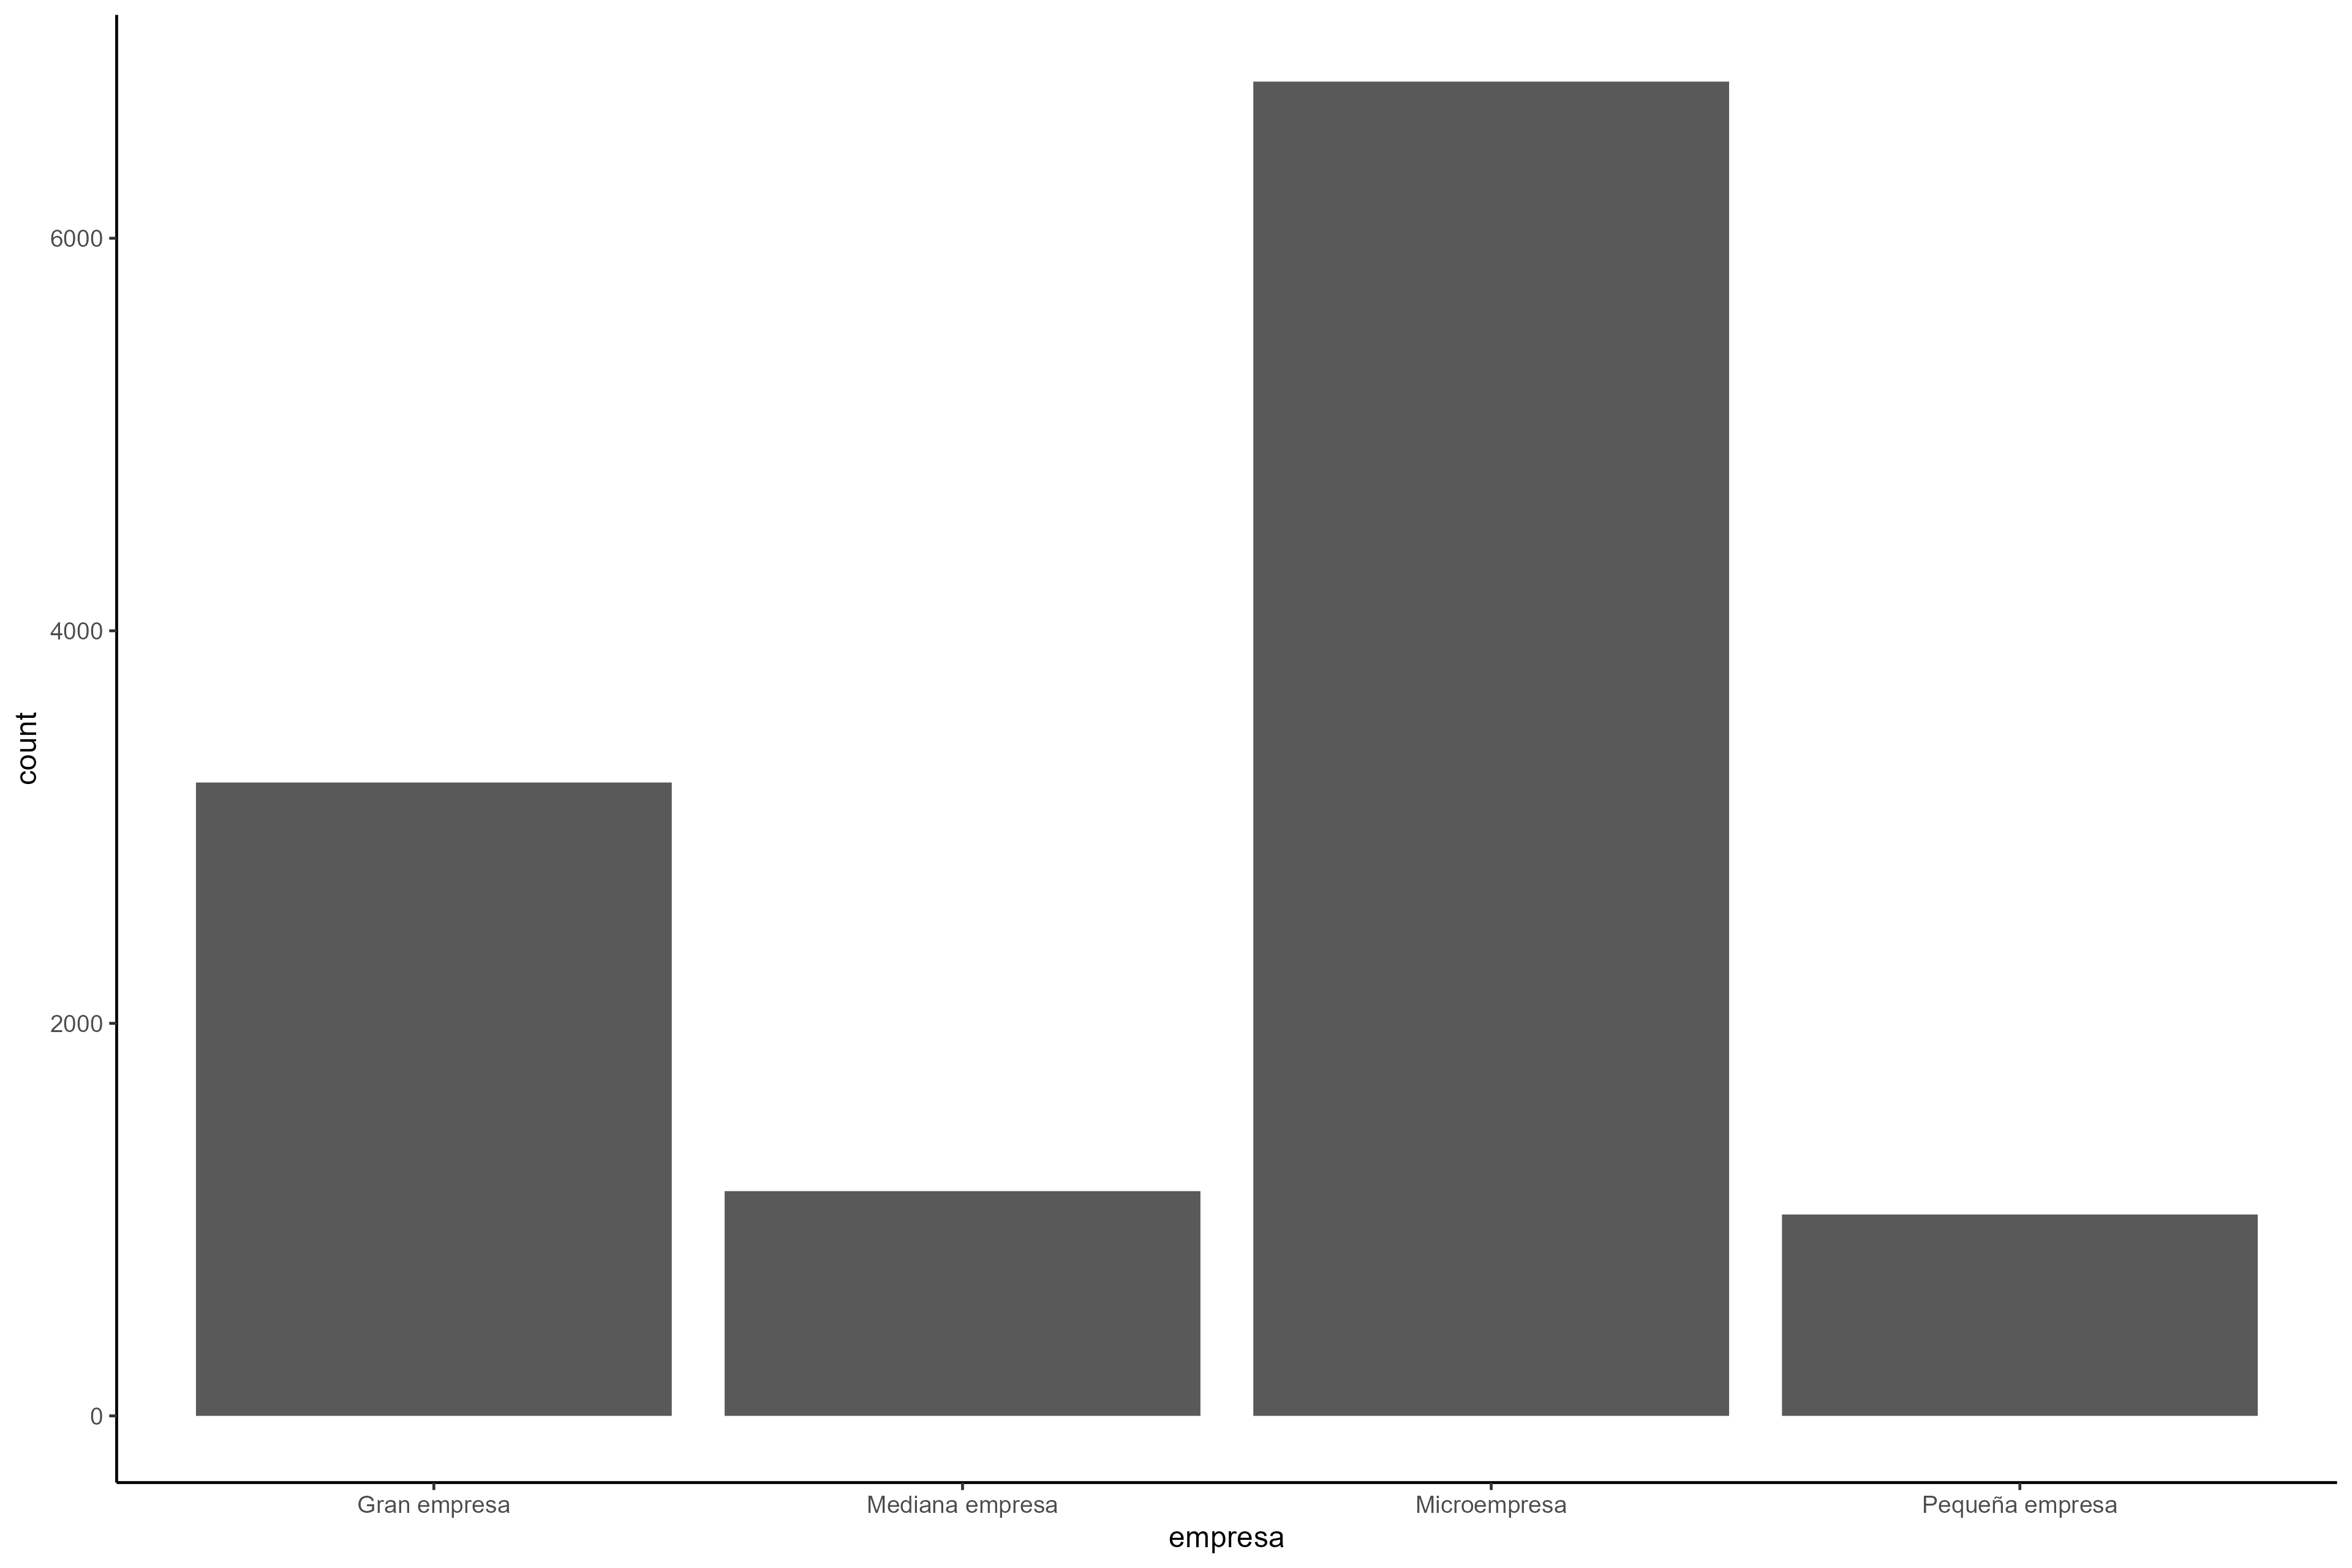 6000
4000
2000
0
count
Gran empresa
Mediana empresa
Microempresa
Pequeña empresa
empresa